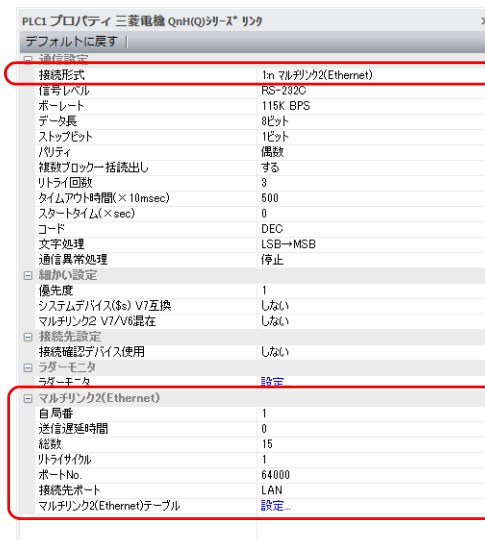 PLC1 プロパティ 三菱電機 QnH(Q)シリーズ リンク
デフォルトに戻す
通信設定
接続形式 1:n マルチリンク2(Ethernet)
信号レベル RS-232C
ボーレート 115K BPS
データ長 8ビット
ストップビット 1ビット
パリティ 偶数
複数ブロック一括読出し する
リトライ回数 3
タイムアウト時間(×10msec) 500
スタートタイム(×sec) 0
コード DEC
文字処理 LSB→MSB
通信異常処理 停止
細かい設定
優先度 1
システムデバイス($s) V7互換 しない
マルチリンク2 V7/V6混在 しない
接続先設定
接続確認デバイス使用 しない
ラダーモニタ
ラダーモニタ 設定...
マルチリンク2(Ethernet)
自局番 1
送信遅延時間 0
総数 15
リトライサイクル 1
ポートNo. 64000
接続先ポート LAN
マルチリンク2(Ethernet)テーブル 設定...